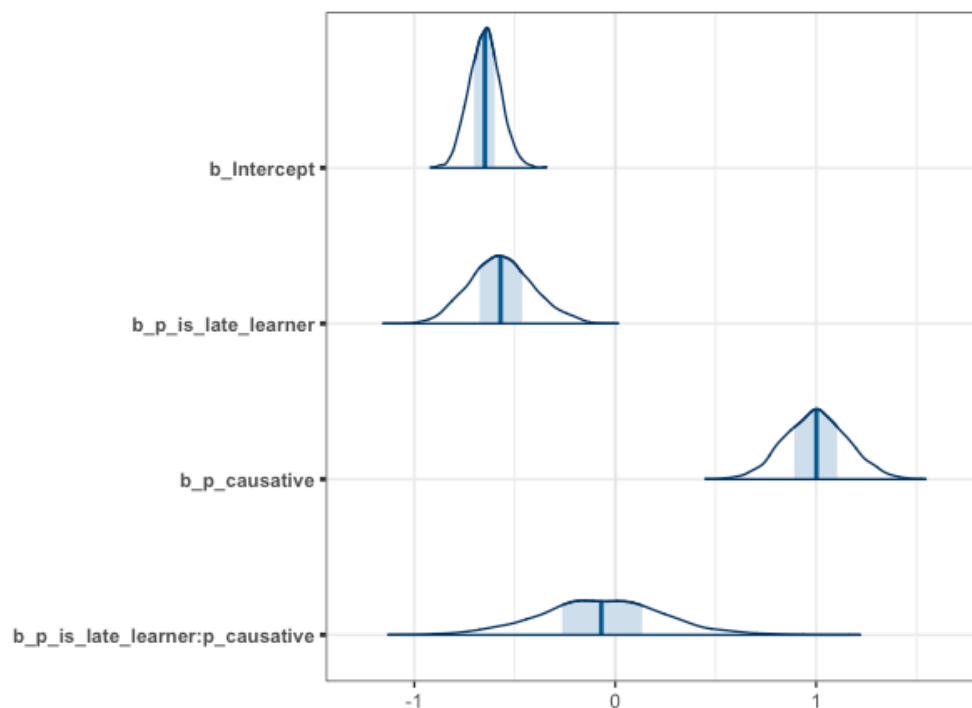 b_Intercept
b_p_is_late_learner
b_p_causative
b_p_is_late_learner:p_causative
-1 0 1